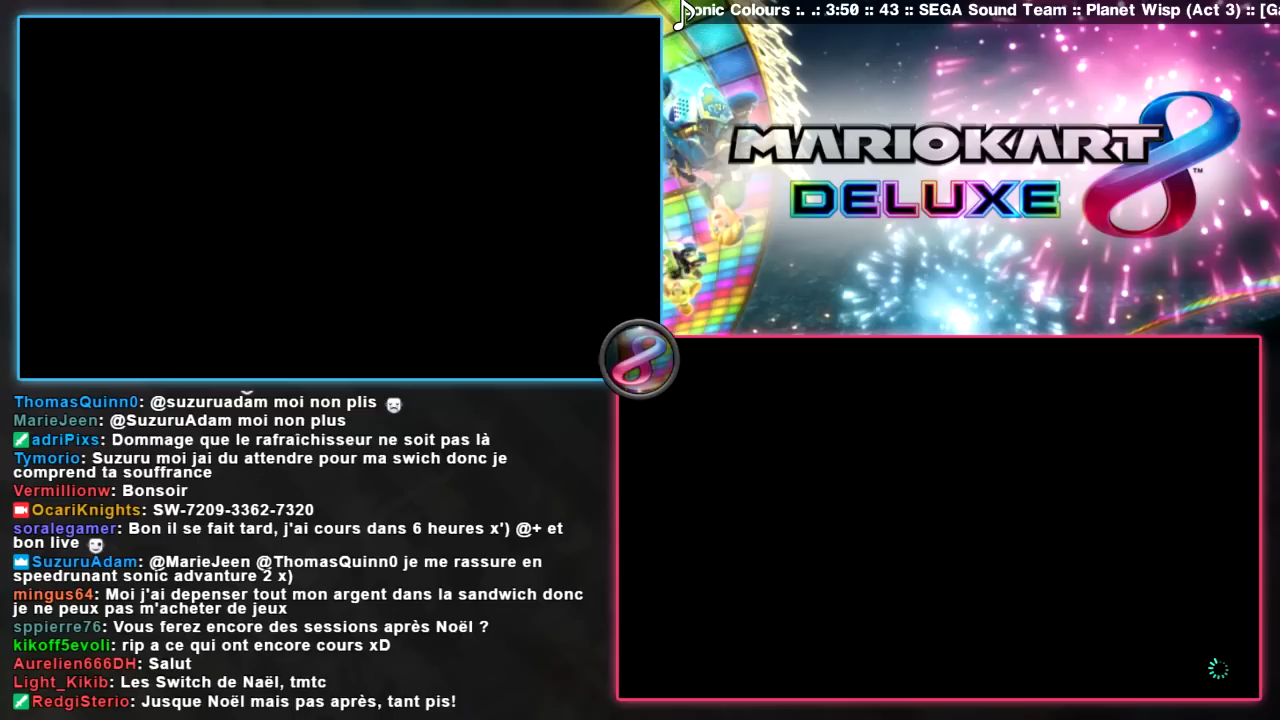 onic Colours :. .: 3:50 :: 43 :: SEGA Sound Team :: Planet Wisp (Act 3) :: [Ga
MARIOKART 8
DELUXE
™
ThomasQuinn0: @suzuruadam moi non plis
MarieJeen: @SuzuruAdam moi non plus
adriPixs: Dommage que le rafraîchisseur ne soit pas là
Tymorio: Suzuru moi jai du attendre pour ma swich donc je
comprend ta souffrance
Vermillionw: Bonsoir
OcariKnights: SW-7209-3362-7320
soralegamer: Bon il se fait tard, j'ai cours dans 6 heures x') @+ et
bon live
SuzuruAdam: @MarieJeen @ThomasQuinn0 je me rassure en
speedrunant sonic advanture 2 x)
mingus64: Moi j'ai depenser tout mon argent dans la sandwich donc
je ne peux pas m'acheter de jeux
sppierre76: Vous ferez encore des sessions après Noël ?
kikoff5evoli: rip a ce qui ont encore cours xD
Aurelien666DH: Salut
Light_Kikib: Les Switch de Naël, tmtc
RedgiSterio: Jusque Noël mais pas après, tant pis!